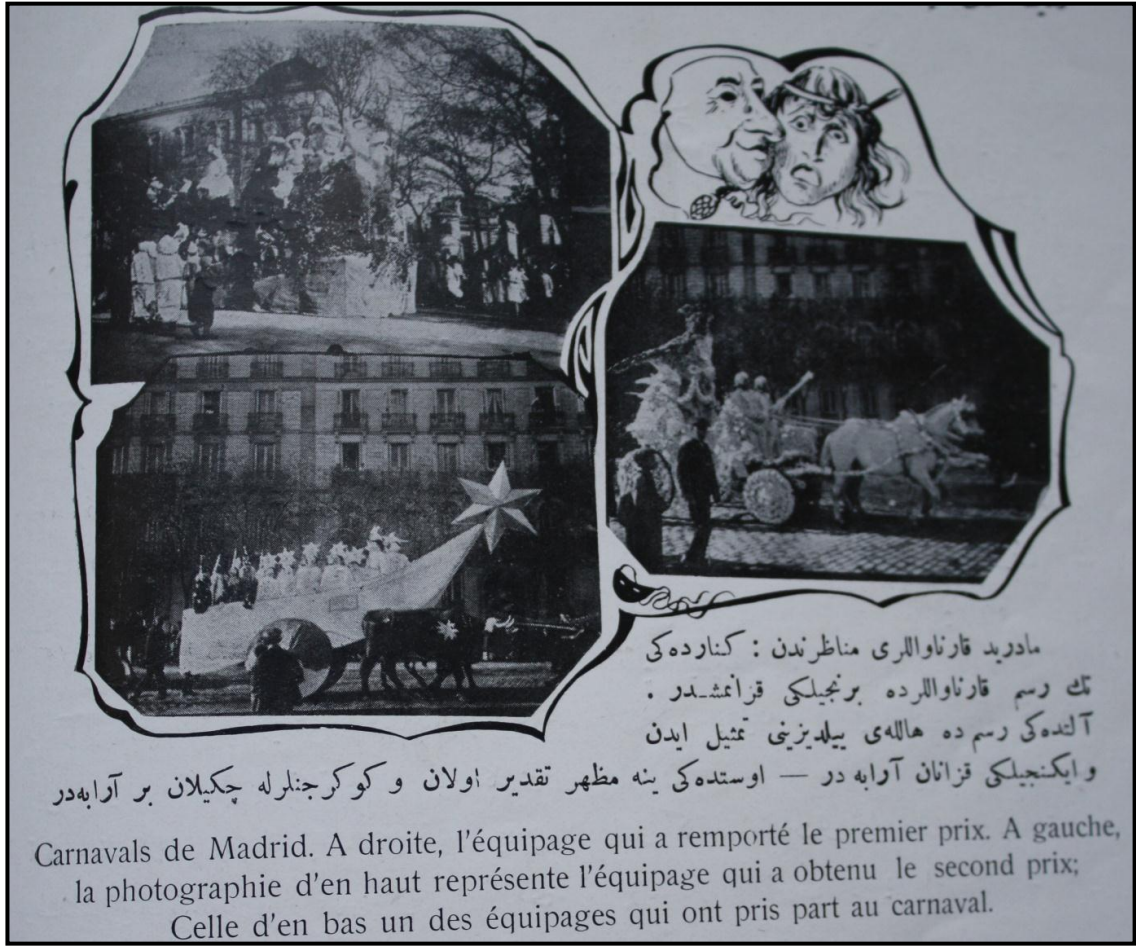 مادرید قارناواللری مناظرندن : کنارده‌کی
تك رسم قارناواللرده برنجیلکی قزانمشدر .
آلتده‌کی رسم ده هاله‌ی ییلدیزینی تمثیل ایدن
و ایکنجیلکی قزانان آرابه در — اوستده‌کی ینه مظهر تقدیر اولان و کوکرجنلرله چکیلان بر آرابه‌در
Carnavals de Madrid. A droite, l'équipage qui a remporté le premier prix. A gauche,
la photographie d'en haut représente l'équipage qui a obtenu le second prix;
Celle d'en bas un des équipages qui ont pris part au carnaval.